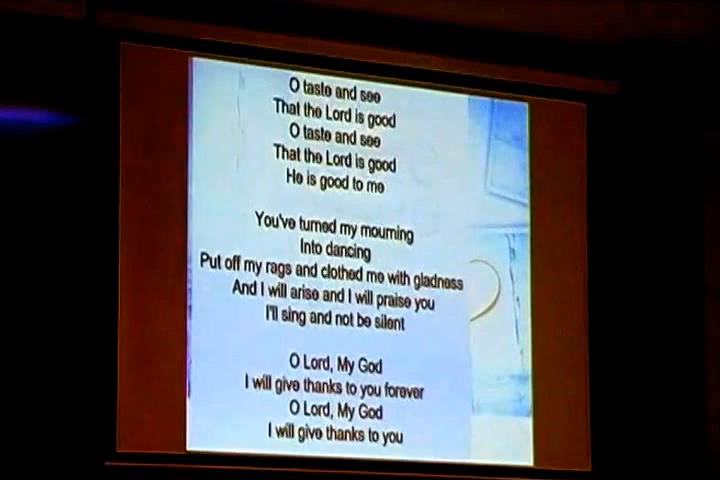 O taste and see
That the Lord is good
O taste and see
That the Lord is good
He is good to me
You've turned my mourning
Into dancing
Put off my rags and clothed me with gladness
And I will arise and I will praise you
I'll sing and not be silent
O Lord, My God
I will give thanks to you forever
O Lord, My God
I will give thanks to you